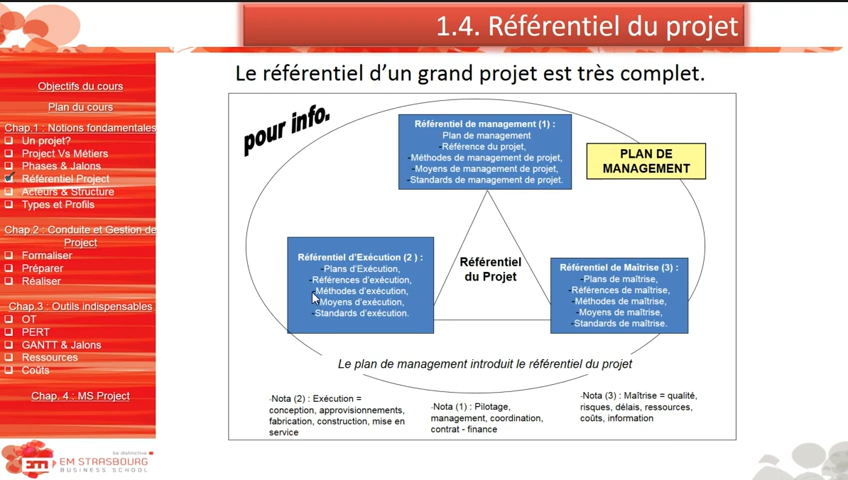 1.4. Référentiel du projet
Objectifs du cours
Plan du cours
Chap.1 : Notions fondamentales
Un projet?
Project Vs Métiers
Phases & Jalons
Référentiel Project
Acteurs & Structure
Types et Profils
Chap.2 : Conduite et Gestion de
Project
Formaliser
Préparer
Réaliser
Chap.3 : Outils indispensables
OT
PERT
GANTT & Jalons
Ressources
Coûts
Chap. 4 : MS Project
be distinctive
EM STRASBOURG
BUSINESS SCHOOL
Le référentiel d'un grand projet est très complet.
pour info.
Référentiel de management (1) :
Plan de management
-Référence du projet,
-Méthodes de management de projet,
-Moyens de management de projet,
-Standards de management de projet.
PLAN DE
MANAGEMENT
Référentiel d'Exécution (2) :
-Plans d'Exécution,
-Références d'exécution,
-Méthodes d'exécution,
-Moyens d'exécution,
-Standards d'exécution.
Référentiel
du Projet
Référentiel de Maîtrise (3) :
-Plans de maîtrise,
-Références de maîtrise,
-Méthodes de maîtrise,
-Moyens de maîtrise,
-Standards de maîtrise.
Le plan de management introduit le référentiel du projet
-Nota (2) : Exécution =
conception, approvisionnements,
fabrication, construction, mise en
service
-Nota (1) : Pilotage,
management, coordination,
contrat - finance
-Nota (3) : Maîtrise = qualité,
risques, délais, ressources,
coûts, information